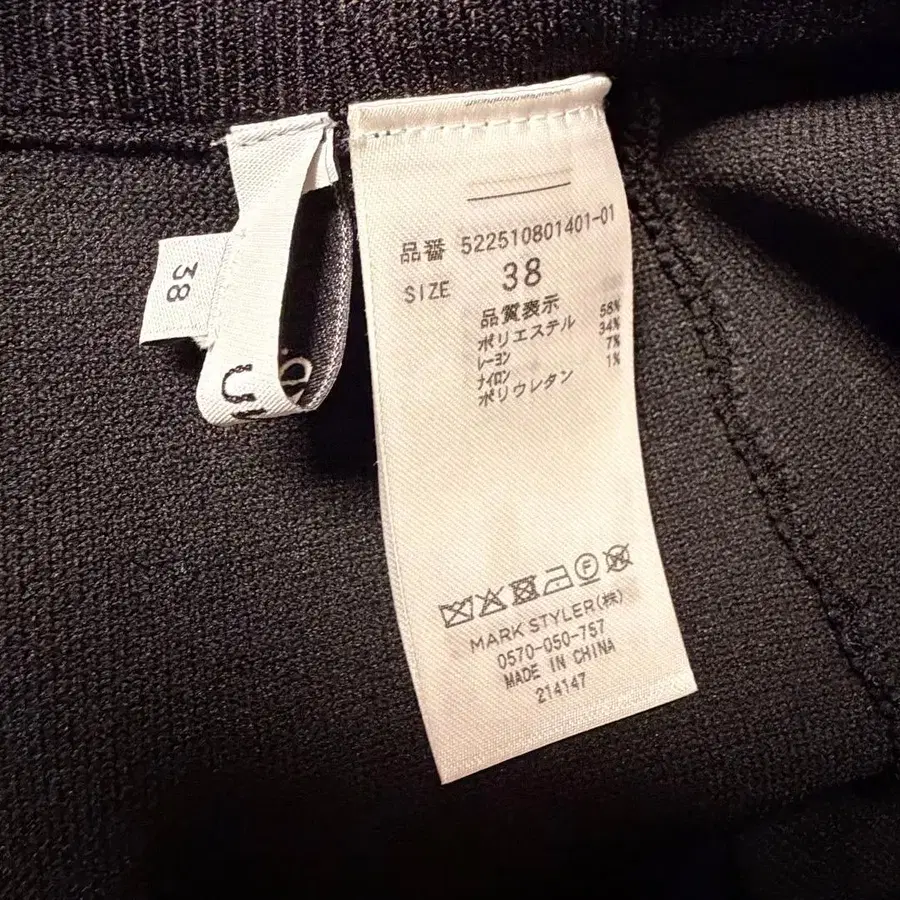 38
品番 522510801401-01
SIZE 38
品質表示
ポリエステル 58%
レーヨン 34%
ナイロン 7%
ポリウレタン 1%
F
MARK STYLER(株)
0570-050-757
MADE IN CHINA
214147